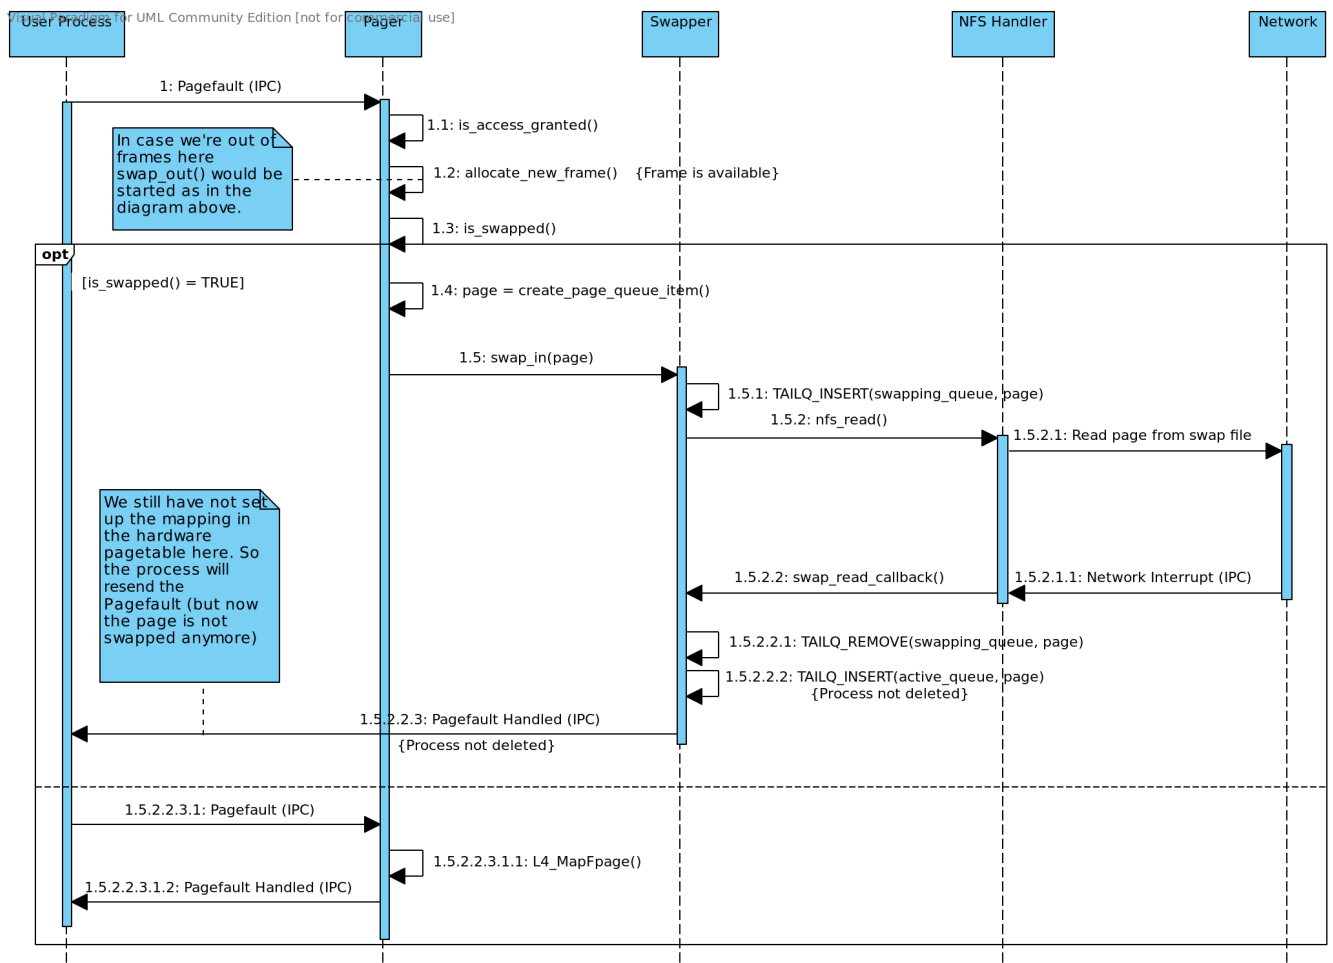 Visual Paradigm for UML Community Edition [not for commercial use]
User Process
Pager
Swapper
NFS Handler
Network
1: Pagefault (IPC)
1.1: is_access_granted()
In case we're out of
frames here
swap_out() would be
started as in the
diagram above.
1.2: allocate_new_frame()
{Frame is available}
1.3: is_swapped()
opt
[is_swapped() = TRUE]
1.4: page = create_page_queue_item()
1.5: swap_in(page)
1.5.1: TAILQ_INSERT(swapping_queue, page)
1.5.2: nfs_read()
1.5.2.1: Read page from swap file
We still have not set
up the mapping in
the hardware
pagetable here. So
the process will
resend the
Pagefault (but now
the page is not
swapped anymore)
1.5.2.2: swap_read_callback()
1.5.2.1.1: Network Interrupt (IPC)
1.5.2.2.1: TAILQ_REMOVE(swapping_queue, page)
1.5.2.2.2: TAILQ_INSERT(active_queue, page)
{Process not deleted}
1.5.2.2.3: Pagefault Handled (IPC)
{Process not deleted}
1.5.2.2.3.1: Pagefault (IPC)
1.5.2.2.3.1.1: L4_MapFpage()
1.5.2.2.3.1.2: Pagefault Handled (IPC)